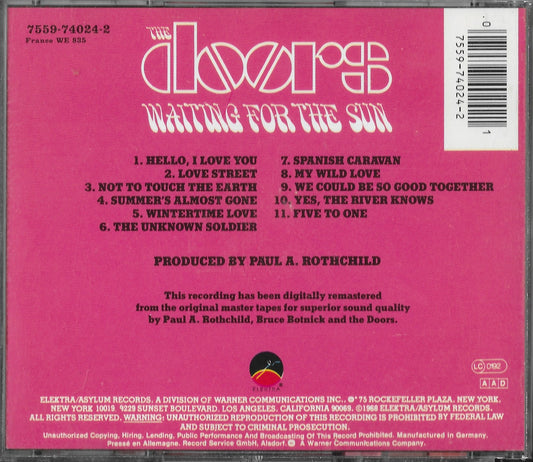 7559-74024-2
France WE 835
THE
doors
WAITING FOR THE SUN
7559-74024-2
0
1
1. HELLO, I LOVE YOU
2. LOVE STREET
3. NOT TO TOUCH THE EARTH
4. SUMMER'S ALMOST GONE
5. WINTERTIME LOVE
6. THE UNKNOWN SOLDIER
7. SPANISH CARAVAN
8. MY WILD LOVE
9. WE COULD BE SO GOOD TOGETHER
10. YES, THE RIVER KNOWS
11. FIVE TO ONE
PRODUCED BY PAUL A. ROTHCHILD
This recording has been digitally remastered
from the original master tapes for superior sound quality
by Paul A. Rothchild, Bruce Botnick and the Doors.
ELEKTRA®
LC 0192
AAD
ELEKTRA/ASYLUM RECORDS. A DIVISION OF WARNER COMMUNICATIONS INC., 75 ROCKEFELLER PLAZA. NEW YORK.
NEW YORK 10019. 9229 SUNSET BOULEVARD. LOS ANGELES. CALIFORNIA 90069. ©1968 ELEKTRA/ASYLUM RECORDS.
ALL RIGHTS RESERVED. WARNING: UNAUTHORIZED REPRODUCTION OF THIS RECORDING IS PROHIBITED BY FEDERAL LAW
AND SUBJECT TO CRIMINAL PROSECUTION.
Unauthorized Copying, Hiring, Lending, Public Performance And Broadcasting Of This Record Prohibited. Manufactured in Germany.
Pressé en Allemagne. Record Service GmbH, Alsdorf. A Warner Communications Company.